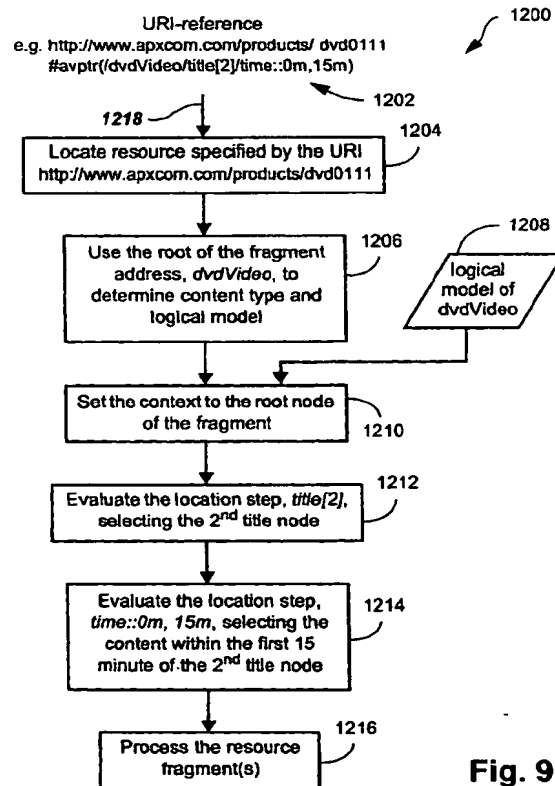 URI-reference
1200
e.g. http://www.apxcom.com/products/ dvd0111
#avptr(/dvdVideo/title[2]/time::0m,15m)
1202
1218
1204
Locate resource specified by the URI
http://www.apxcom.com/products/dvd0111
1206
Use the root of the fragment
address, dvdVideo, to
determine content type and
logical model
1208
logical
model of
dvdVideo
Set the context to the root node
of the fragment
1210
1212
Evaluate the location step, title[2],
selecting the 2nd title node
Evaluate the location step,
time::0m, 15m, selecting the
content within the first 15
minute of the 2nd title node
1214
1216
Process the resource
fragment(s)
Fig. 9